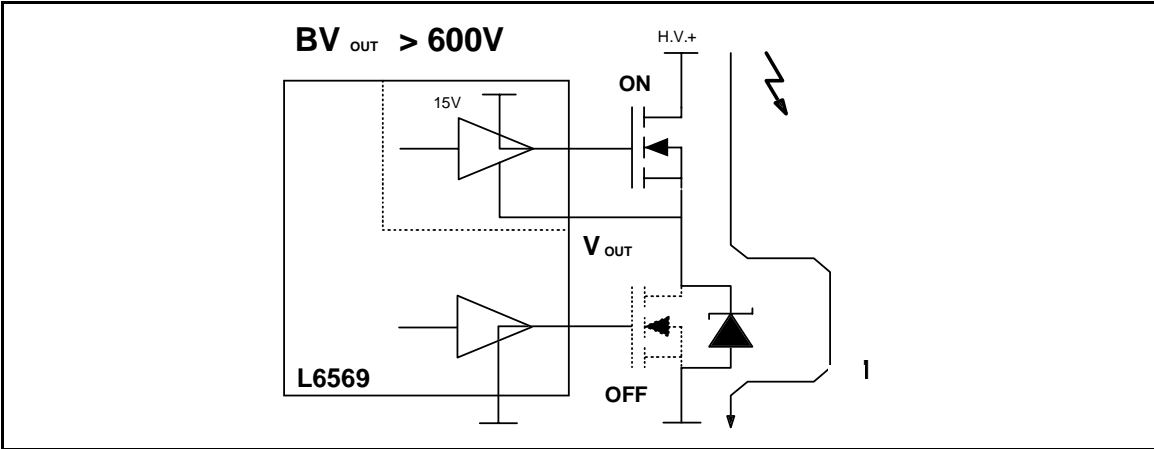 BV OUT > 600V
H.V.+
ON
15V
V OUT
L6569
OFF